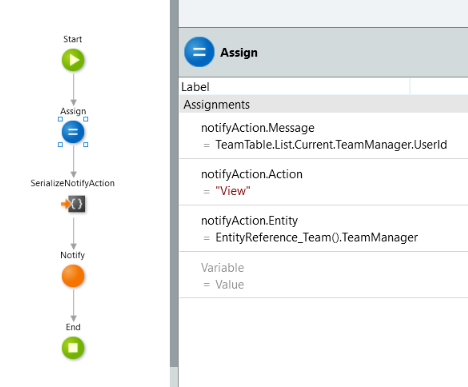 Start
Assign
SerializeNotifyAction
Notify
End
Assign
Label
Assignments
notifyAction.Message
= TeamTable.List.Current.TeamManager.UserId
notifyAction.Action
= "View"
notifyAction.Entity
= EntityReference_Team().TeamManager
Variable
= Value